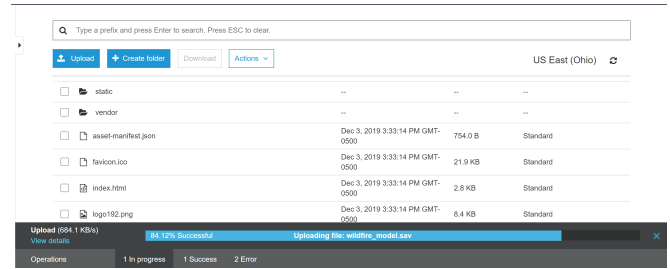 Type a prefix and press Enter to search. Press ESC to clear.
Upload Create folder Download Actions US East (Ohio)
static -- -- --
vendor -- -- --
asset-manifest.json Dec 3, 2019 3:33:14 PM GMT-0500 754.0 B Standard
favicon.ico Dec 3, 2019 3:33:14 PM GMT-0500 21.9 KB Standard
index.html Dec 3, 2019 3:33:14 PM GMT-0500 2.8 KB Standard
logo192.png Dec 3, 2019 3:33:14 PM GMT-0500 8.4 KB Standard
Upload (684.1 KB/s) 84.12% Successful Uploading file: wildfire_model.sav
View details
Operations 1 In progress 1 Success 2 Error